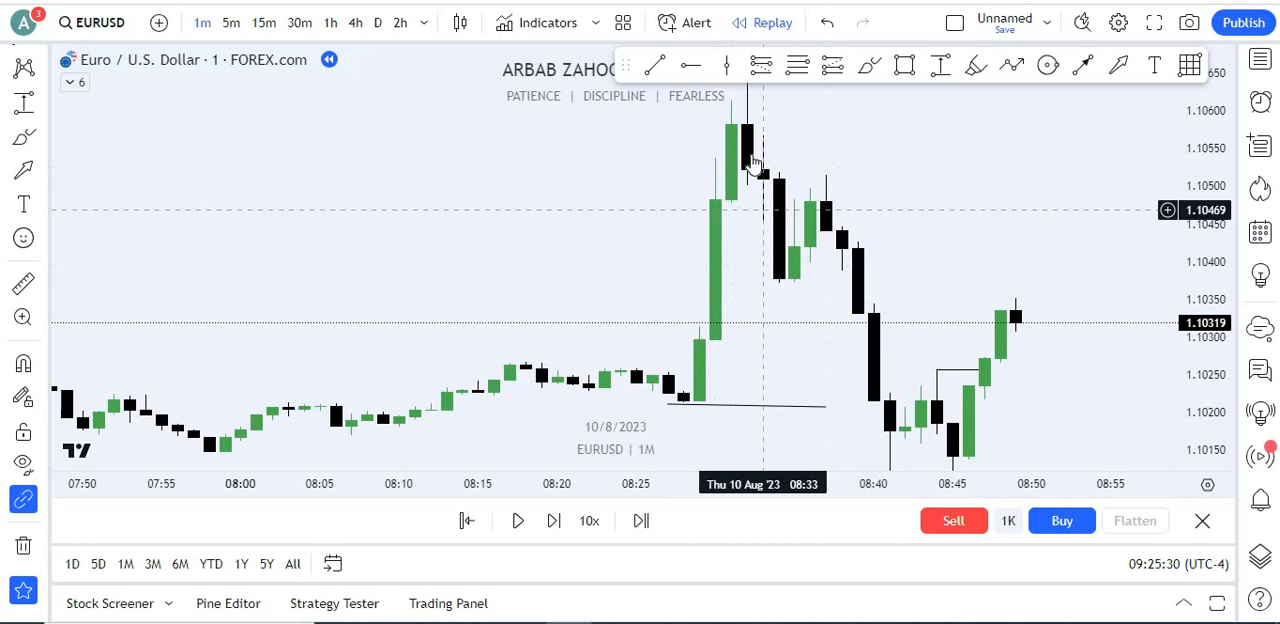 A 3 EURUSD 1m 5m 15m 30m 1h 4h D 2h Indicators Alert Replay Unnamed Save Publish
Euro / U.S. Dollar · 1 · FOREX.com
6
ARBAB ZAHOO
PATIENCE | DISCIPLINE | FEARLESS
650
1.10600
1.10550
1.10500
1.10469
1.10450
1.10400
1.10350
1.10319
1.10300
1.10250
1.10200
1.10150
10/8/2023
EURUSD | 1M
07:50 07:55 08:00 08:05 08:10 08:15 08:20 08:25 Thu 10 Aug '23 08:33 08:40 08:45 08:50 08:55
10x Sell 1K Buy Flatten
1D 5D 1M 3M 6M YTD 1Y 5Y All 09:25:30 (UTC-4)
Stock Screener Pine Editor Strategy Tester Trading Panel